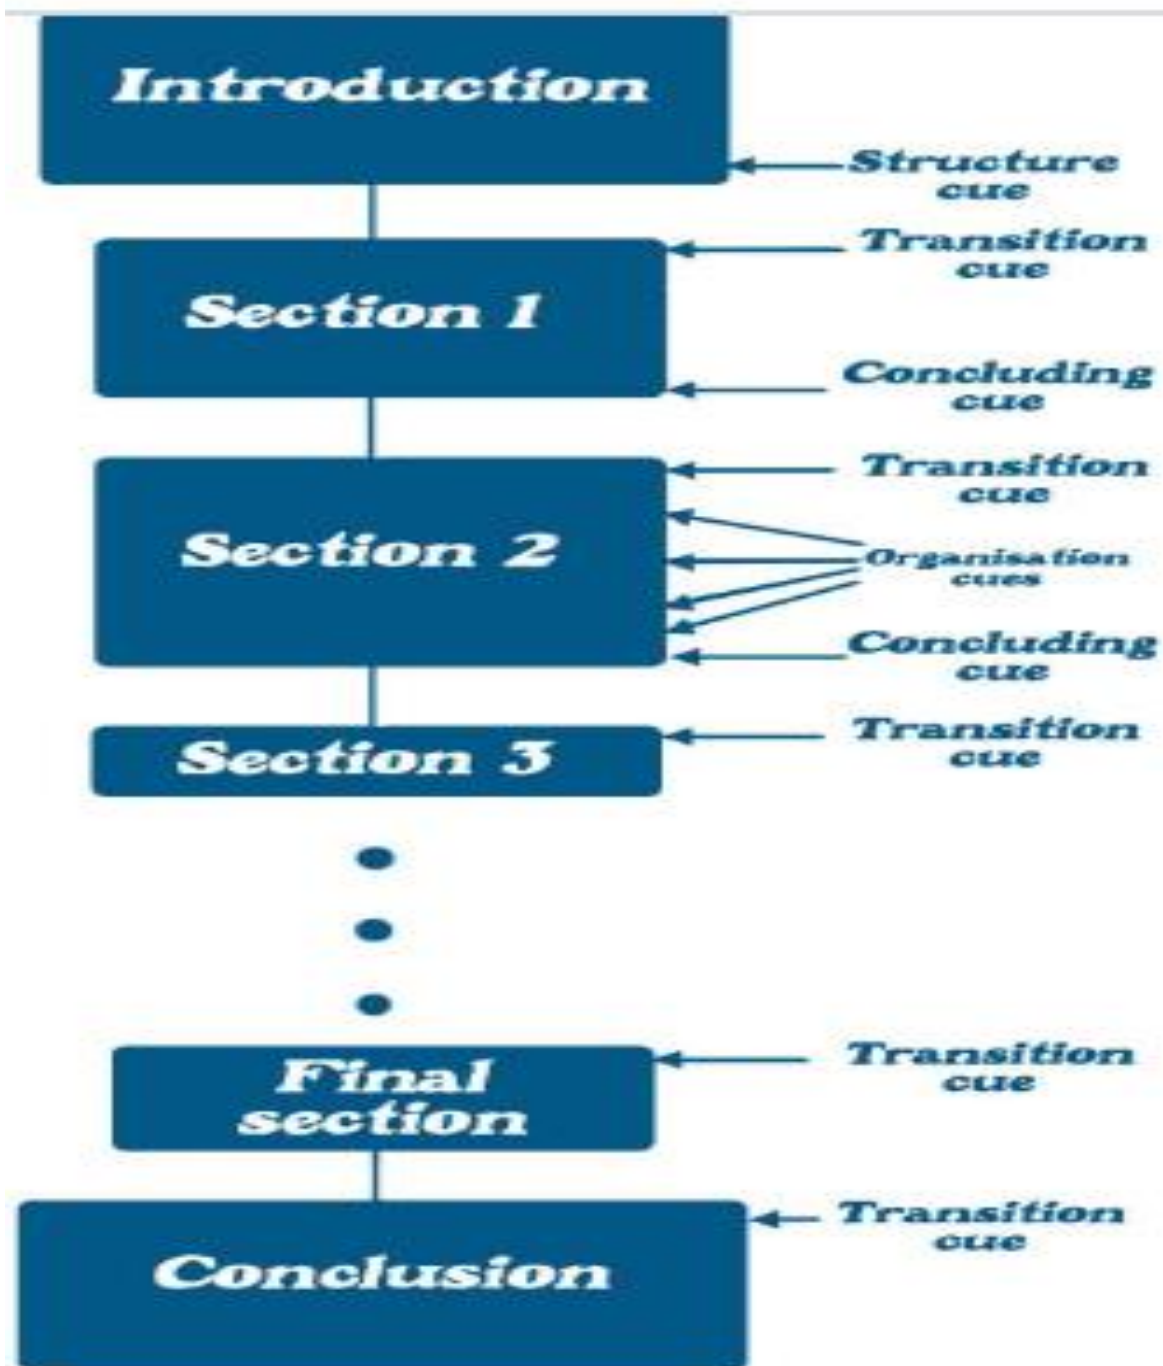 Introduction
Structure
cue
Transition
cue
Section 1
Concluding
cue
Transition
cue
Section 2
Organisation
cues
Concluding
cue
Section 3
Transition
cue
Final
section
Transition
cue
Transition
cue
Conclusion